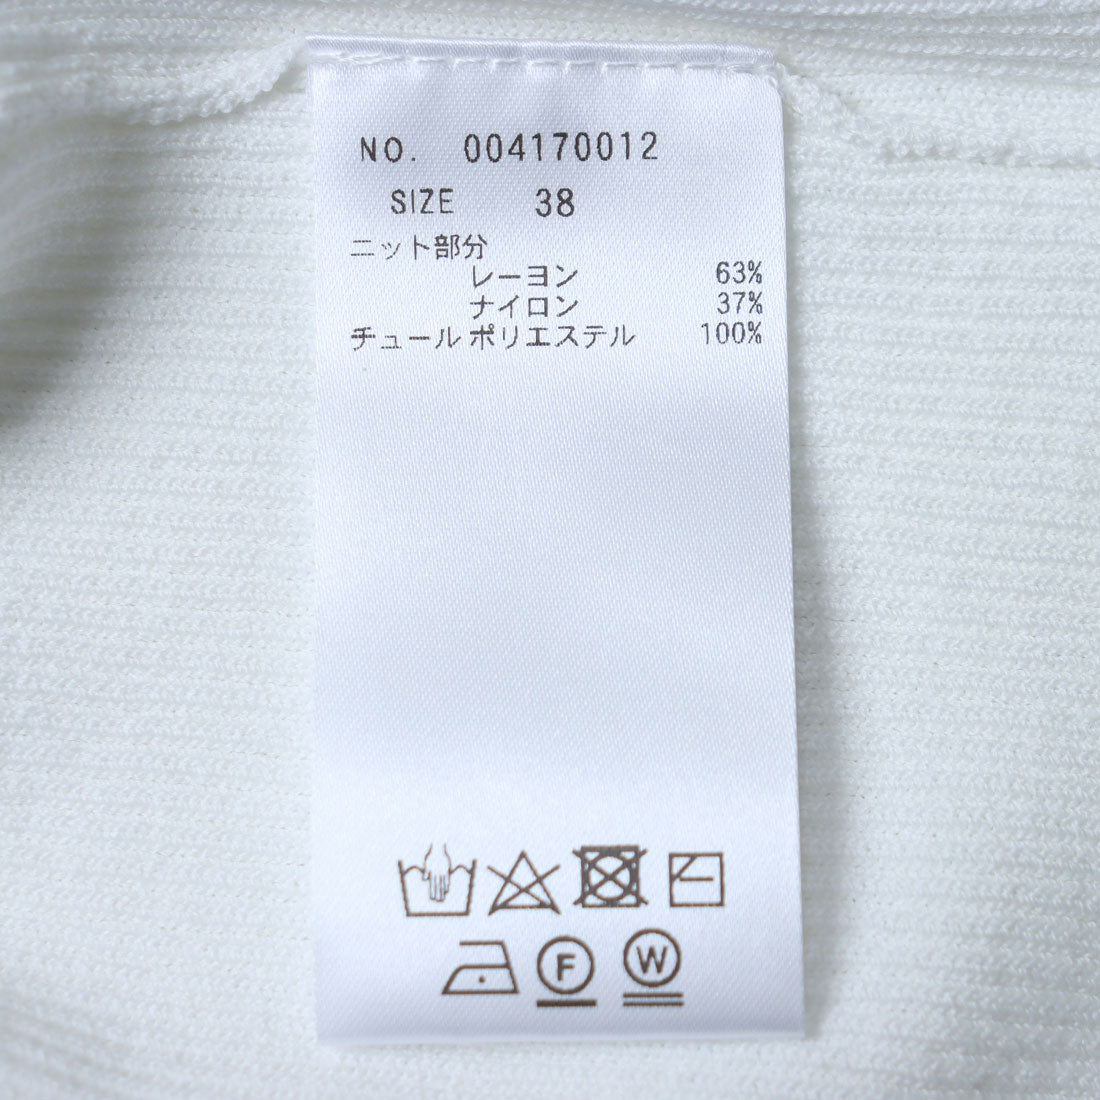 NO. 004170012
SIZE 38
ニット部分
レーヨン 63%
ナイロン 37%
チュール ポリエステル 100%
F W